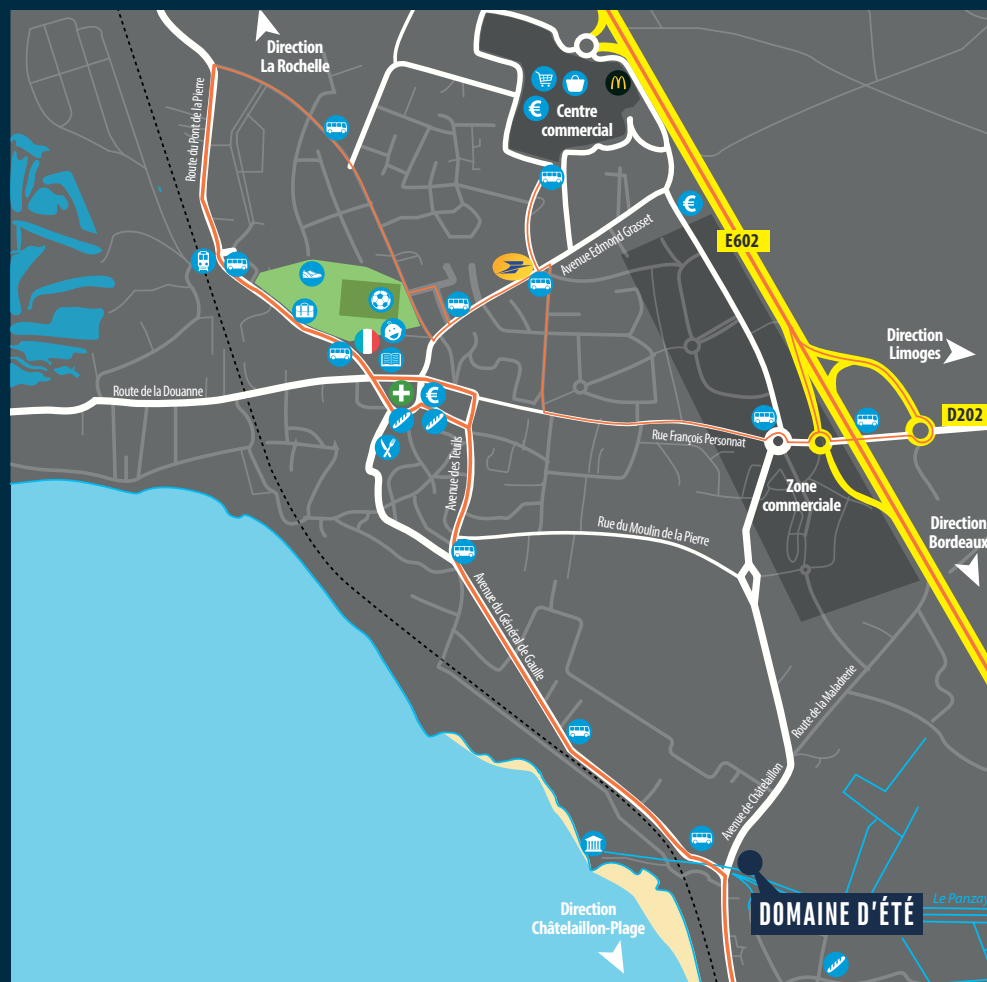 Direction
La Rochelle
Route du Pont de la Pierre
Centre
commercial
Avenue Edmond Grasset
E602
Direction
Limoges
D202
Route de la Douanne
Rue François Personnat
Avenue des Teuils
Zone
commerciale
Rue du Moulin de la Pierre
Direction
Bordeaux
Avenue du Général de Gaulle
Route de la Maladrerie
Avenue de Châtelaillon
Le Panzay
DOMAINE D'ÉTÉ
Direction
Châtelaillon-Plage